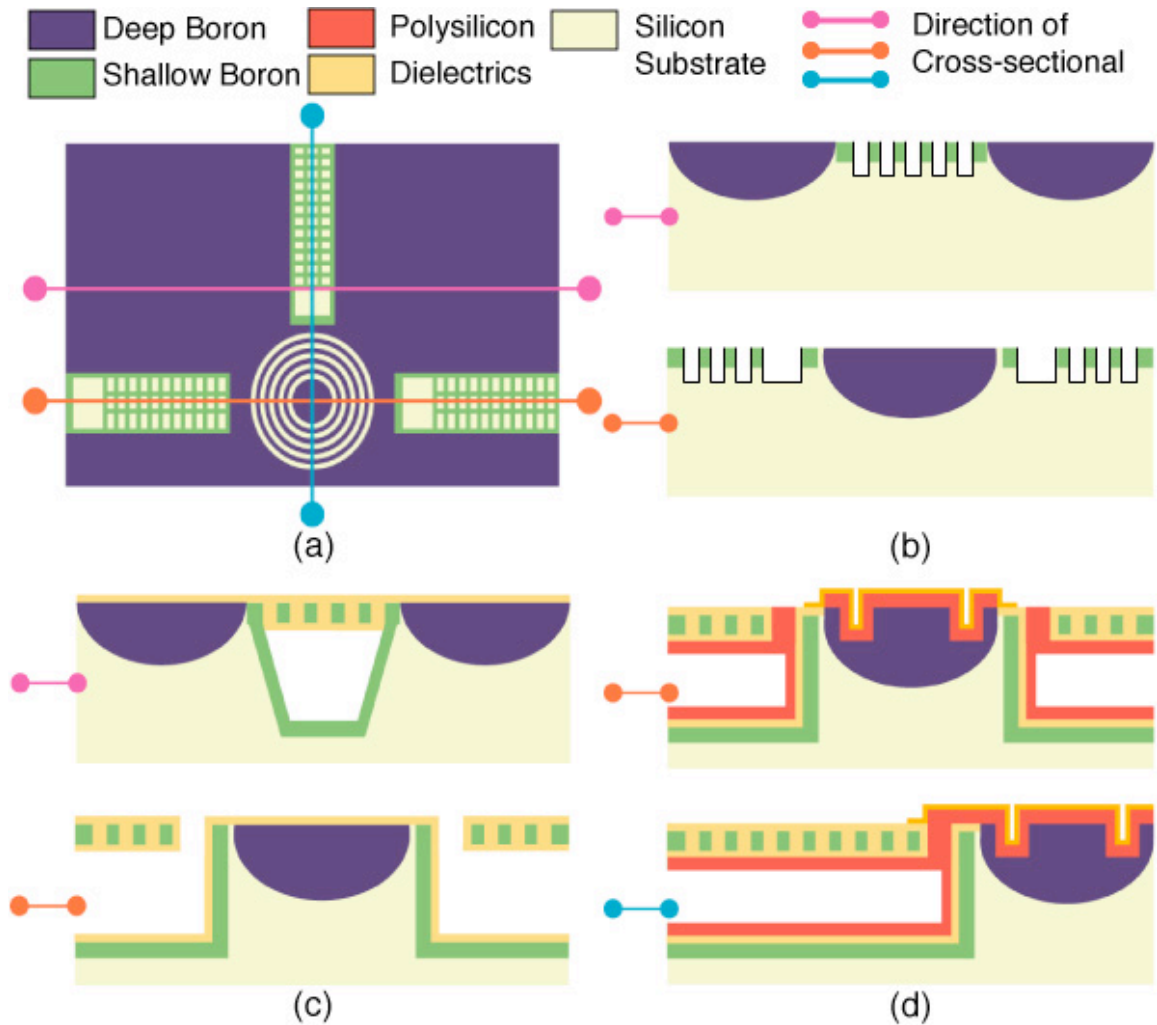 Deep Boron
Polysilicon
Silicon
Substrate
Direction of
Cross-sectional
Shallow Boron
Dielectrics
(a)
(b)
(c)
(d)